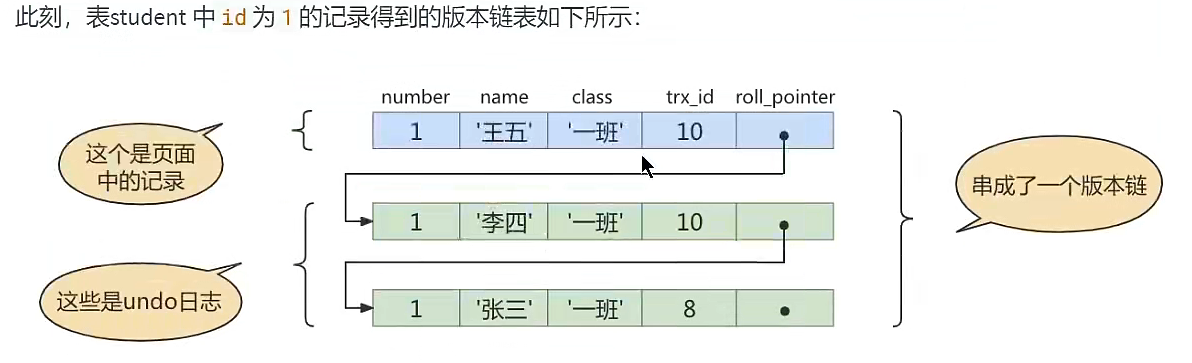 此刻，表student 中 id 为 1 的记录得到的版本链表如下所示：
number name class trx_id roll_pointer
这个是页面
中的记录
1 '王五' '一班' 10
串成了一个版本链
1 '李四' '一班' 10
这些是undo日志
1 '张三' '一班' 8